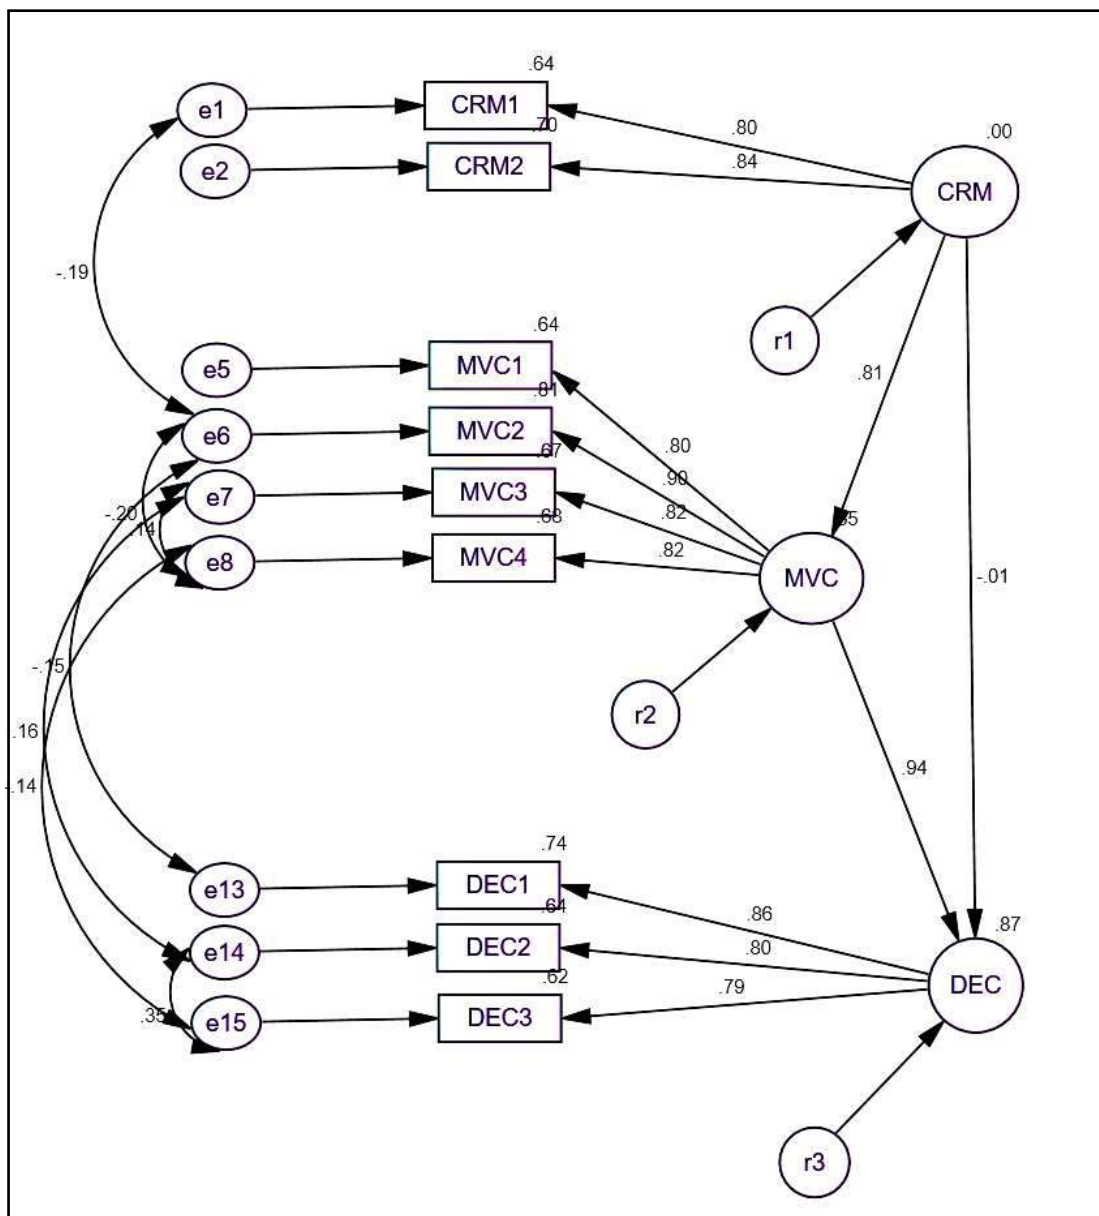 .64
e1
CRM1
.80
.00
.70
e2
CRM2
.84
CRM
-.19
.64
r1
e5
MVC1
.81
.81
e6
MVC2
.80
.67
.90
e7
MVC3
.82
-.20
.68
.14
e8
MVC4
.82
MVC
-.01
-.15
r2
.16
.94
-.14
.74
e13
DEC1
.86
.87
.64
e14
DEC2
.80
.62
DEC
.79
.35
e15
DEC3
r3